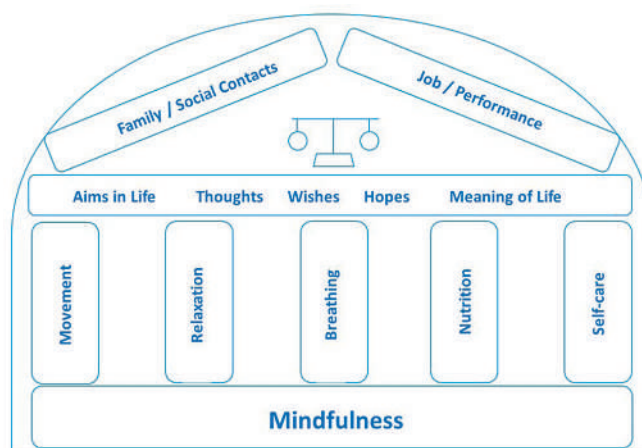 Family / Social Contacts
Job / Performance
Aims in Life Thoughts Wishes Hopes Meaning of Life
Movement
Relaxation
Breathing
Nutrition
Self-care
Mindfulness